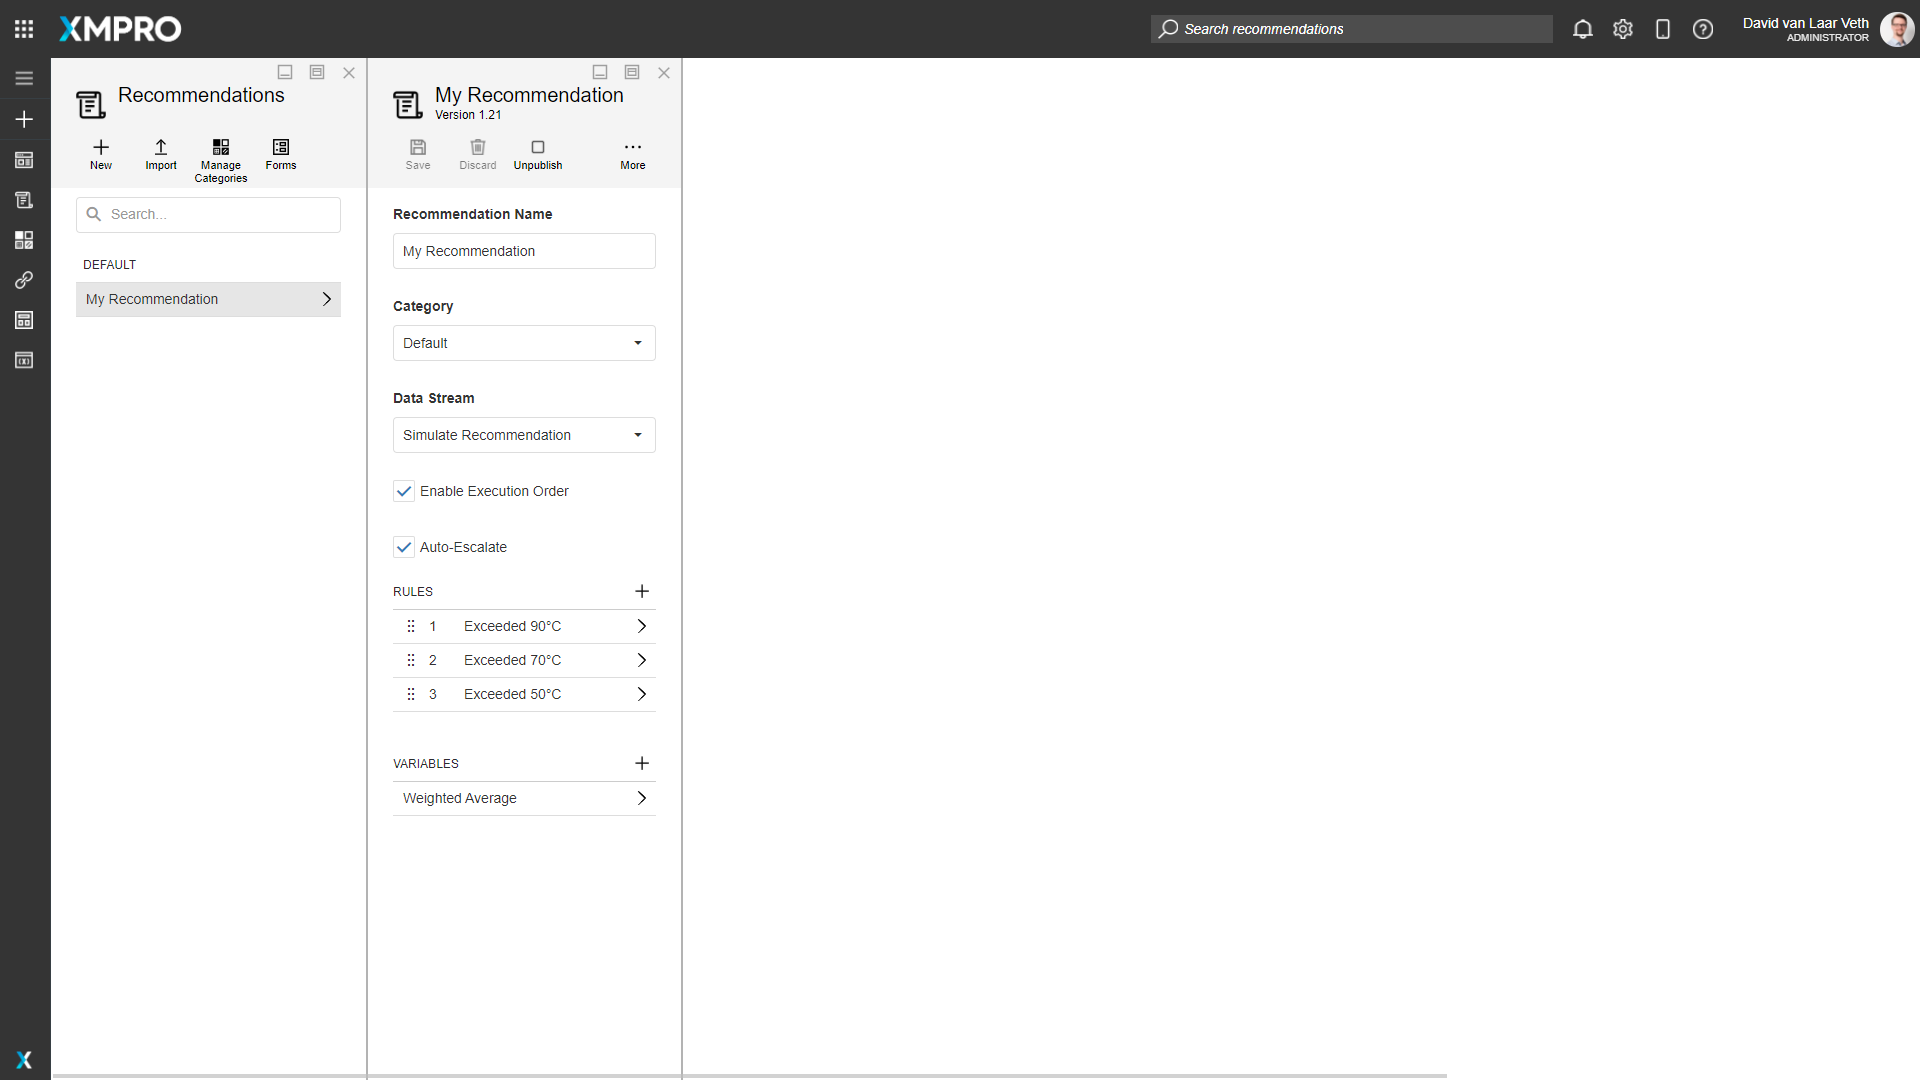 XMPRO
Search recommendations
David van Laar Veth
ADMINISTRATOR
Recommendations
New
Import
Manage
Categories
Forms
Search...
DEFAULT
My Recommendation
My Recommendation
Version 1.21
Save
Discard
Unpublish
More
Recommendation Name
My Recommendation
Category
Default
Data Stream
Simulate Recommendation
Enable Execution Order
Auto-Escalate
RULES
1 Exceeded 90°C
2 Exceeded 70°C
3 Exceeded 50°C
VARIABLES
Weighted Average